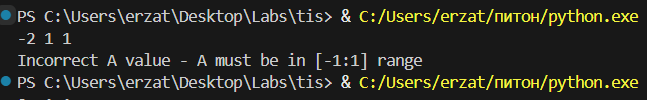 PS C:\Users\erzat\Desktop\Labs\tis> & C:/Users/erzat/питон/python.exe
-2 1 1
Incorrect A value - A must be in [-1:1] range
PS C:\Users\erzat\Desktop\Labs\tis> & C:/Users/erzat/питон/python.exe